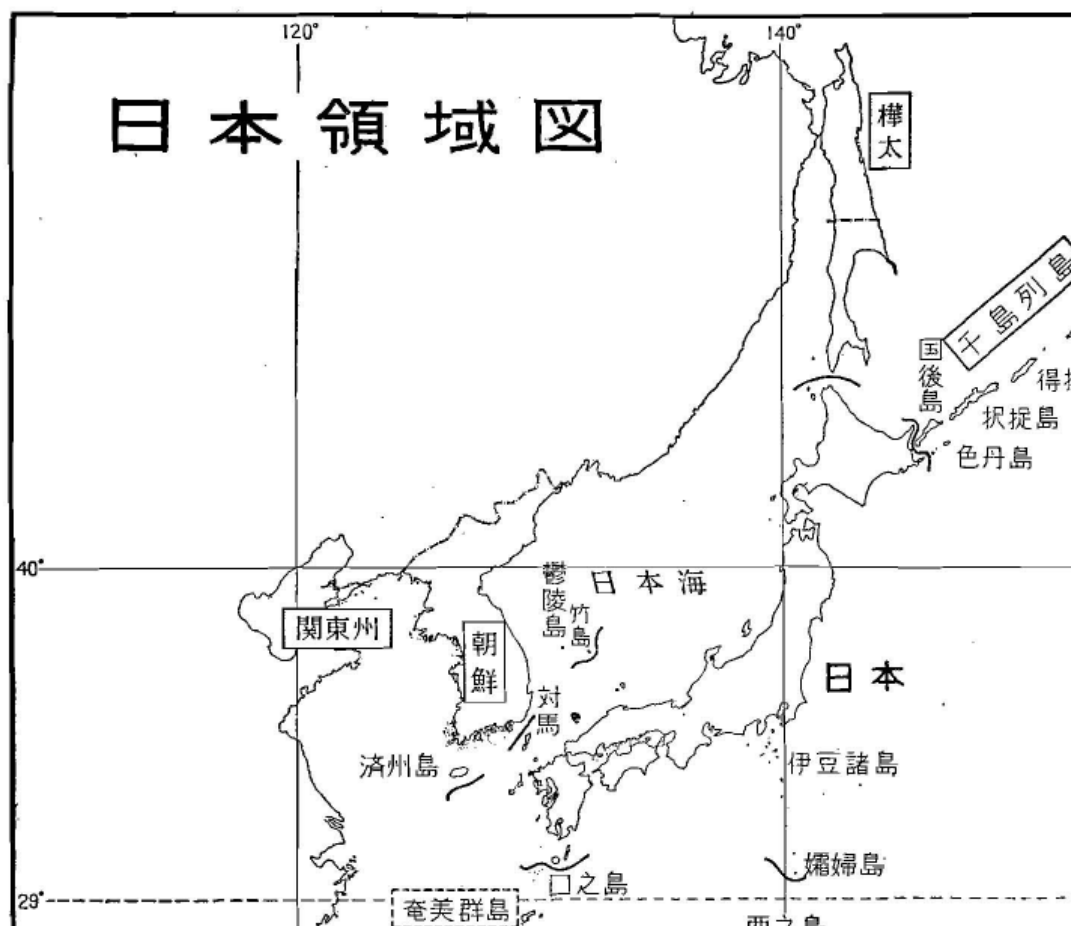 120°
140°
日本領域図
樺太
千島列島
国後島
得
択捉島
色丹島
40°
鬱陵島
竹島
日本海
関東州
朝鮮
日本
対馬
済州島
伊豆諸島
孀婦島
口之島
29°
奄美群島